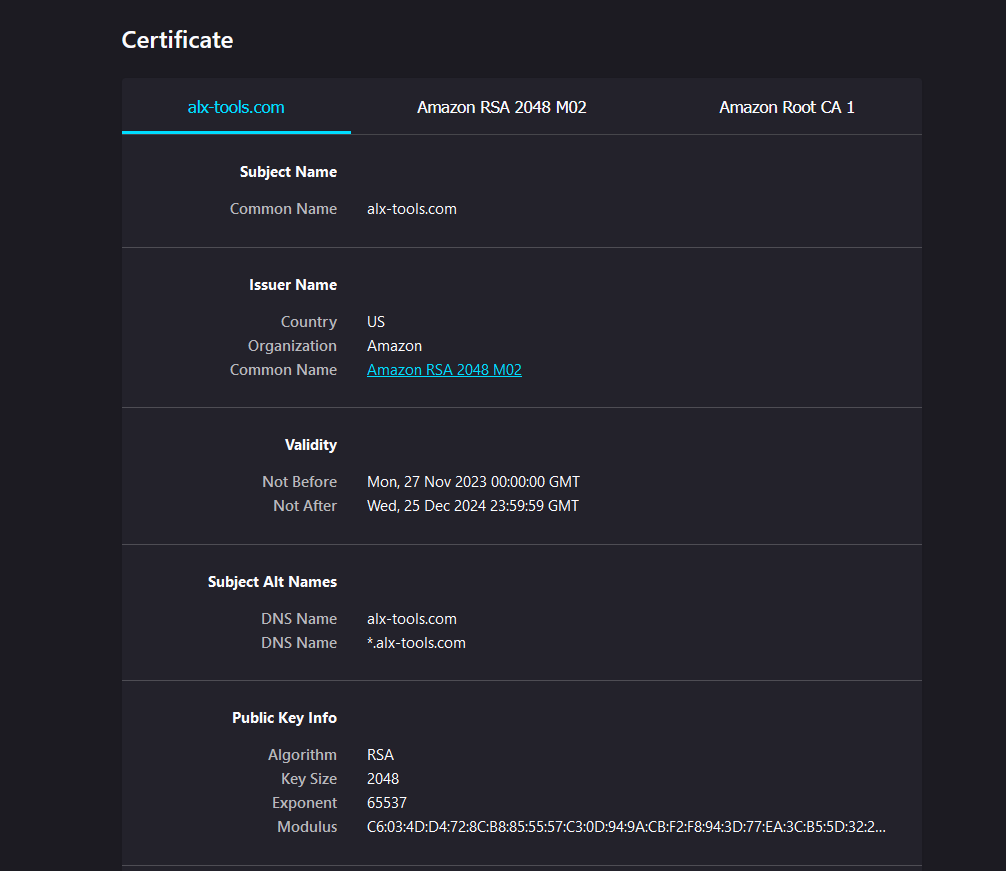 Certificate
alx-tools.com Amazon RSA 2048 M02 Amazon Root CA 1
Subject Name
Common Name alx-tools.com
Issuer Name
Country US
Organization Amazon
Common Name Amazon RSA 2048 M02
Validity
Not Before Mon, 27 Nov 2023 00:00:00 GMT
Not After Wed, 25 Dec 2024 23:59:59 GMT
Subject Alt Names
DNS Name alx-tools.com
DNS Name *.alx-tools.com
Public Key Info
Algorithm RSA
Key Size 2048
Exponent 65537
Modulus C6:03:4D:D4:72:8C:B8:85:55:57:C3:0D:94:9A:CB:F2:F8:94:3D:77:EA:3C:B5:5D:32:2...